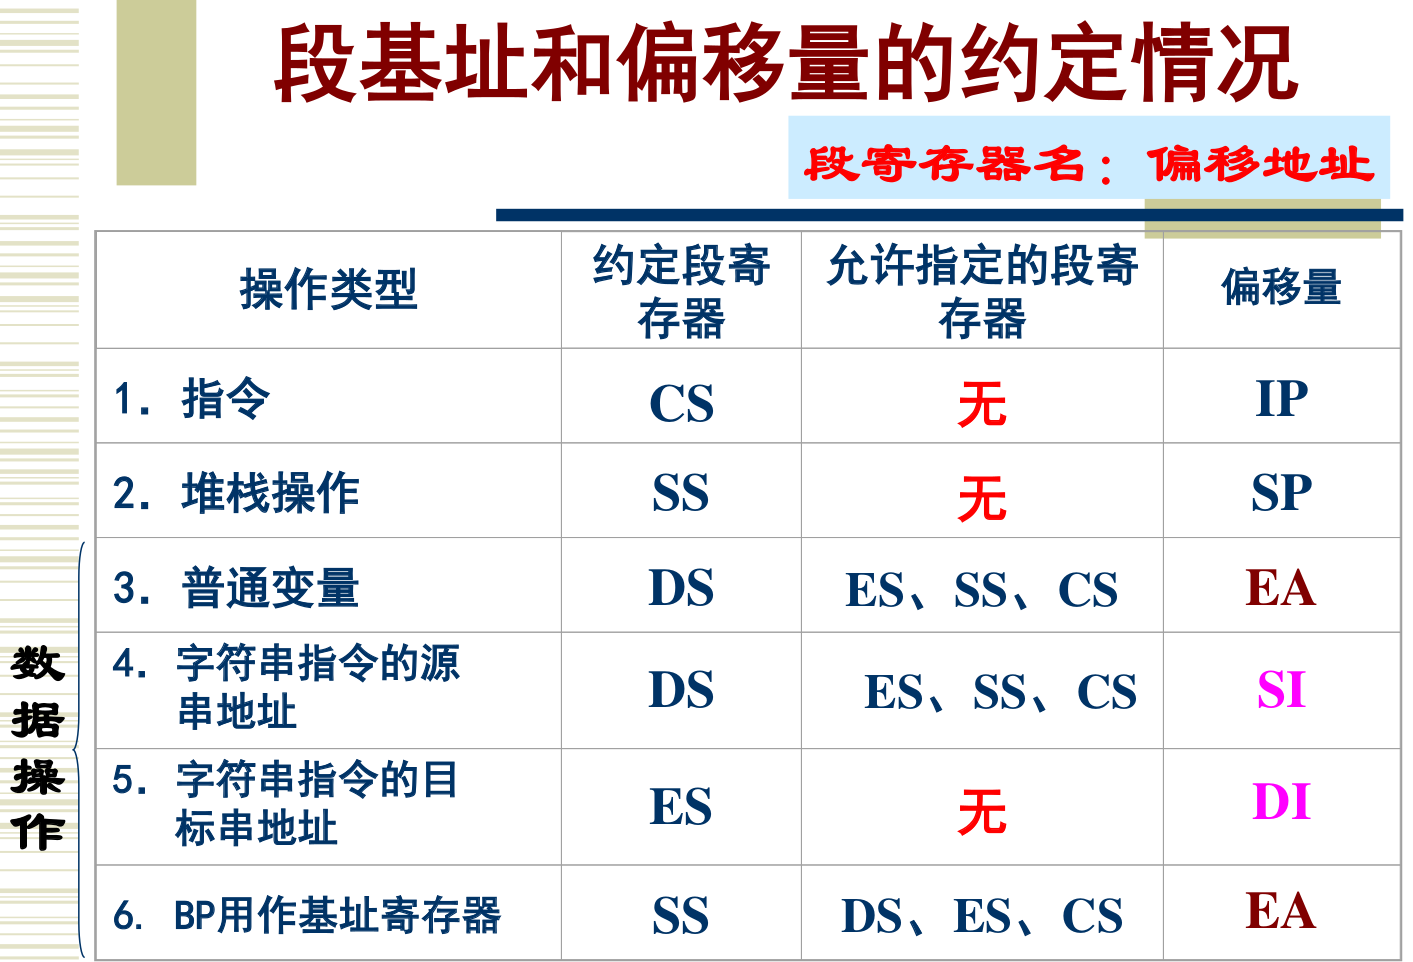 段基址和偏移量的约定情况
段寄存器名：偏移地址
操作类型
约定段寄
存器
允许指定的段寄
存器
偏移量
1. 指令
CS
无
IP
2. 堆栈操作
SS
无
SP
3. 普通变量
DS
ES、SS、CS
EA
4. 字符串指令的源
串地址
DS
ES、SS、CS
SI
5. 字符串指令的目
标串地址
ES
无
DI
6. BP用作基址寄存器
SS
DS、ES、CS
EA
数
据
操
作